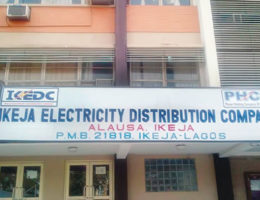 IKEDC
PHC
IKEJA ELECTRICITY DISTRIBUTION COMPA
ALAUSA, IKEJA
P.M.B. 21818, IKEJA-LAGOS